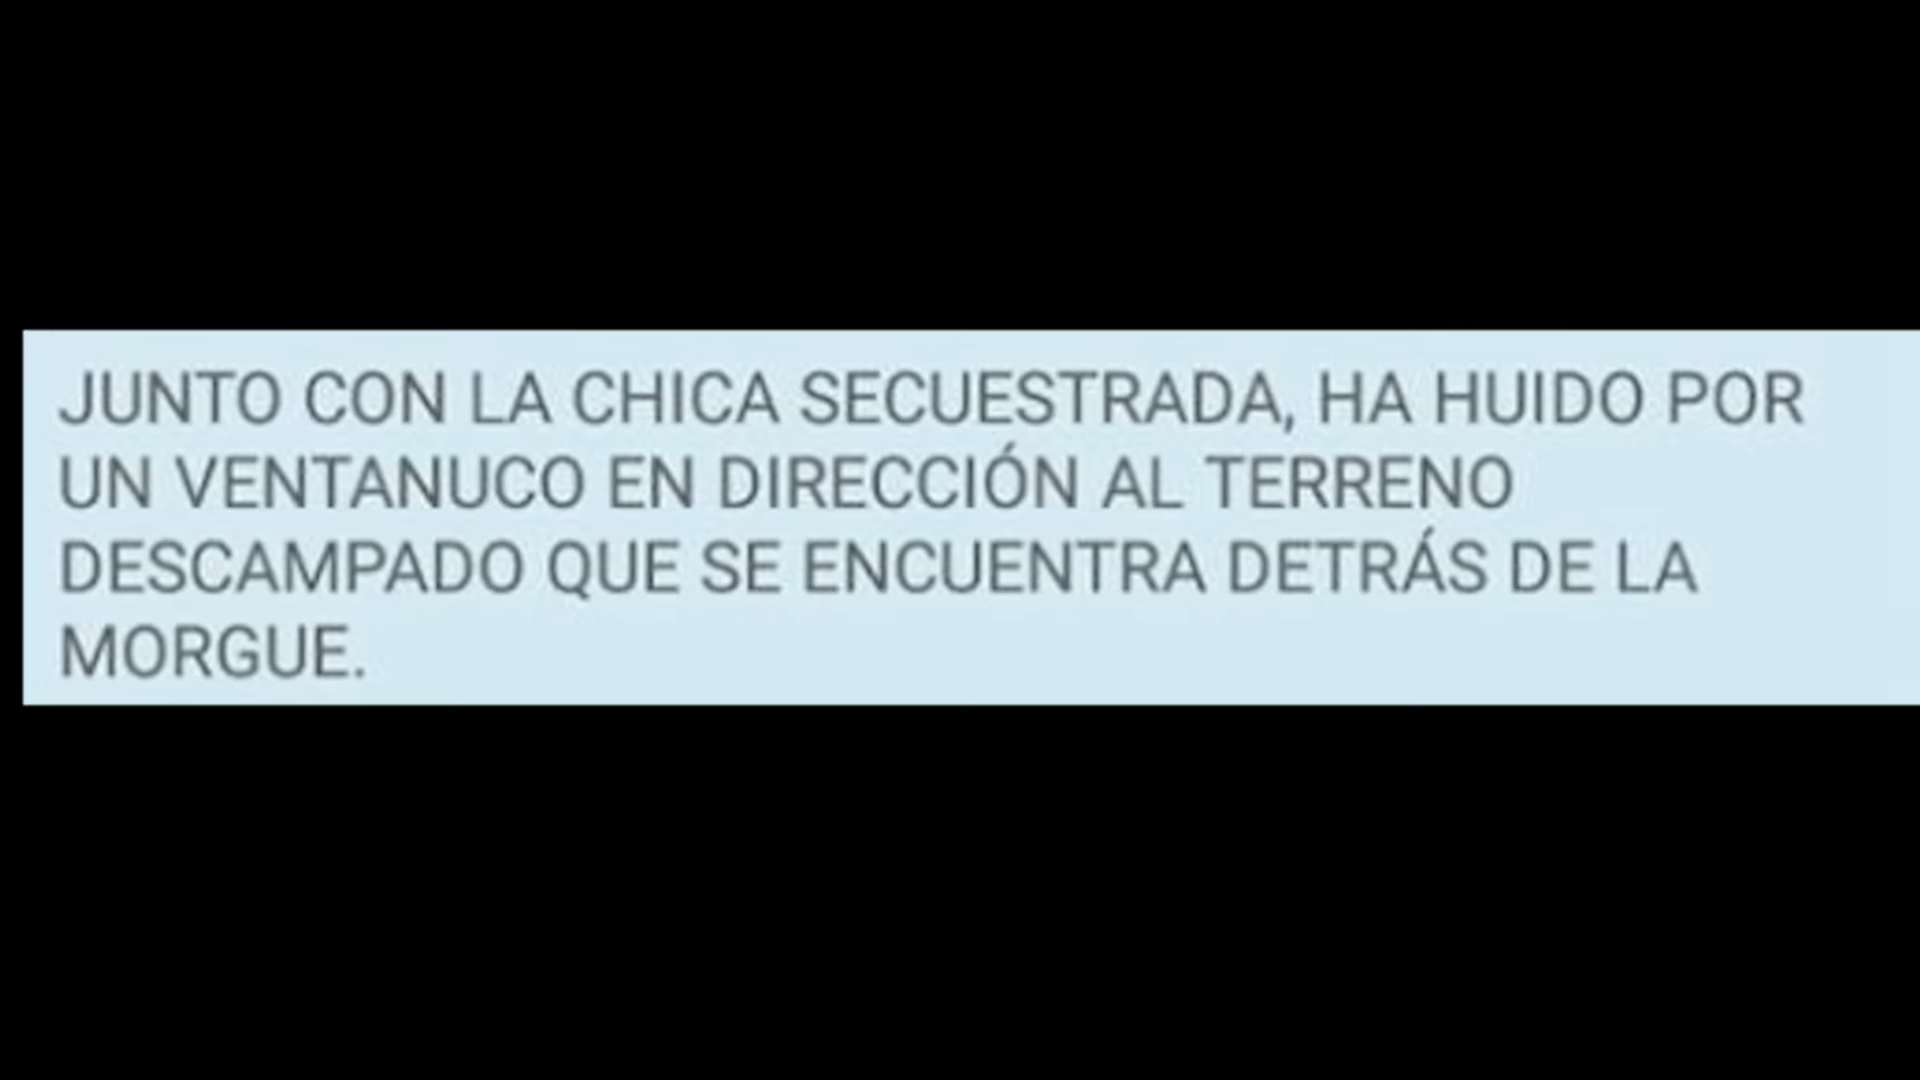 JUNTO CON LA CHICA SECUESTRADA, HA HUIDO POR
UN VENTANUCO EN DIRECCIÓN AL TERRENO
DESCAMPADO QUE SE ENCUENTRA DETRÁS DE LA
MORGUE.